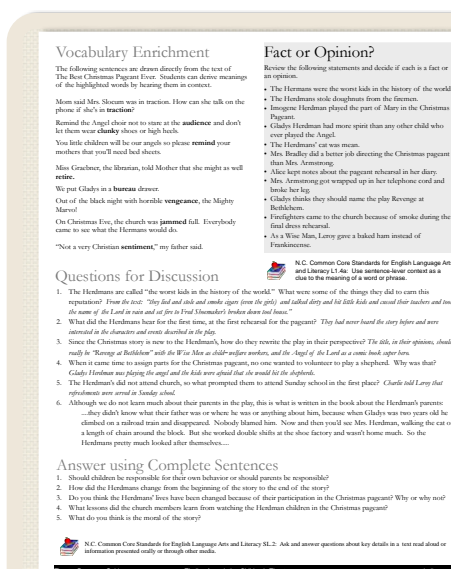 Vocabulary Enrichment
The following sentences are drawn directly from the text of
The Best Christmas Pageant Ever. Students can derive meanings
of the highlighted words by hearing them in context.
Mom said Mrs. Slocum was in traction. How can she talk on the
phone if she's in traction?
Remind the Angel choir not to stare at the audience and don't
let them wear clunky shoes or high heels.
You little children will be our angels so please remind your
mothers that you'll need bed sheets.
Miss Graebner, the librarian, told Mother that she might as well
retire.
We put Gladys in a bureau drawer.
Out of the black night with horrible vengeance, the Mighty
Marvo!
On Christmas Eve, the church was jammed full. Everybody
came to see what the Hermans would do.
"Not a very Christian sentiment," my father said.
Fact or Opinion?
Review the following statements and decide if each is a fact or
an opinion.
• The Hermans were the worst kids in the history of the world
• The Herdmans stole doughnuts from the firemen.
• Imogene Herdman played the part of Mary in the Christmas
Pageant.
• Gladys Herdman had more spirit than any other child who
ever played the Angel.
• The Herdmans' cat was mean.
• Mrs. Bradley did a better job directing the Christmas pageant
than Mrs. Armstrong.
• Alice kept notes about the pageant rehearsal in her diary.
• Mrs. Armstrong got wrapped up in her telephone cord and
broke her leg.
• Gladys thinks they should name the play Revenge at
Bethlehem.
• Firefighters came to the church because of smoke during the
final dress rehearsal.
• As a Wise Man, Leroy gave a baked ham instead of
Frankincense.
N.C. Common Core Standards for English Language Arts
and Literacy L1.4a: Use sentence-lever context as a
clue to the meaning of a word or phrase.
Questions for Discussion
1. The Herdmans are called "the worst kids in the history of the world." What were some of the things they did to earn this
reputation? From the text: "they lied and stole and smoke cigars (even the girls) and talked dirty and hit little kids and cussed their teachers and took
the name of the Lord in vain and set fire to Fred Shoemaker's broken down tool house."
2. What did the Herdmans hear for the first time, at the first rehearsal for the pageant? They had never heard the story before and were
interested in the characters and events described in the play.
3. Since the Christmas story is new to the Herdmen's, how do they rewrite the play in their perspective? The title, in their opinions, should
really be "Revenge at Bethlehem" with the Wise Men as child-welfare workers, and the Angel of the Lord as a comic book super hero.
4. When it came time to assign parts for the Christmas pageant, no one wanted to volunteer to play a shepherd. Why was that?
Gladys Herdman was playing the angel and the kids were afraid that she would hit the shepherds.
5. The Herdman's did not attend church, so what prompted them to attend Sunday school in the first place? Charlie told Leroy that
refreshments were served in Sunday school.
6. Although we do not learn much about their parents in the play, this is what is written in the book about the Herdman's parents:
....they didn't know what their father was or where he was or anything about him, because when Gladys was two years old he
climbed on a railroad train and disappeared. Nobody blamed him. Now and then you'd see Mrs. Herdman, walking the cat on
a length of chain around the block. But she worked double shifts at the shoe factory and wasn't home much. So the
Herdmans pretty much looked after themselves....
Answer using Complete Sentences
1. Should children be responsible for their own behavior or should parents be responsible?
2. How did the Herdmans change from the beginning of the story to the end of the story?
3. Do you think the Herdmans' lives have been changed because of their participation in the Christmas pageant? Why or why not?
4. What lessons did the church members learn from watching the Herdman children in the Christmas pageant?
5. What do you think is the moral of the story?
N.C. Common Core Standards for English Language Arts and Literacy SL.2: Ask and answer questions about key details in a text read aloud or
information presented orally or through other media.